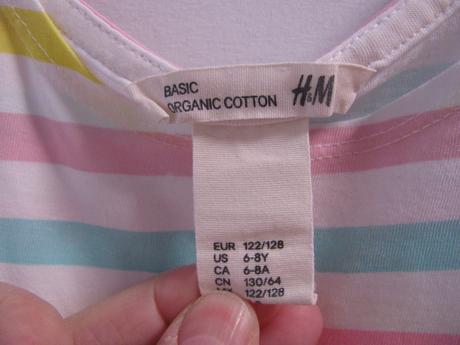 BASIC
ORGANIC COTTON
H&M
EUR 122/128
US 6-8Y
CA 6-8A
CN 130/64
122/128